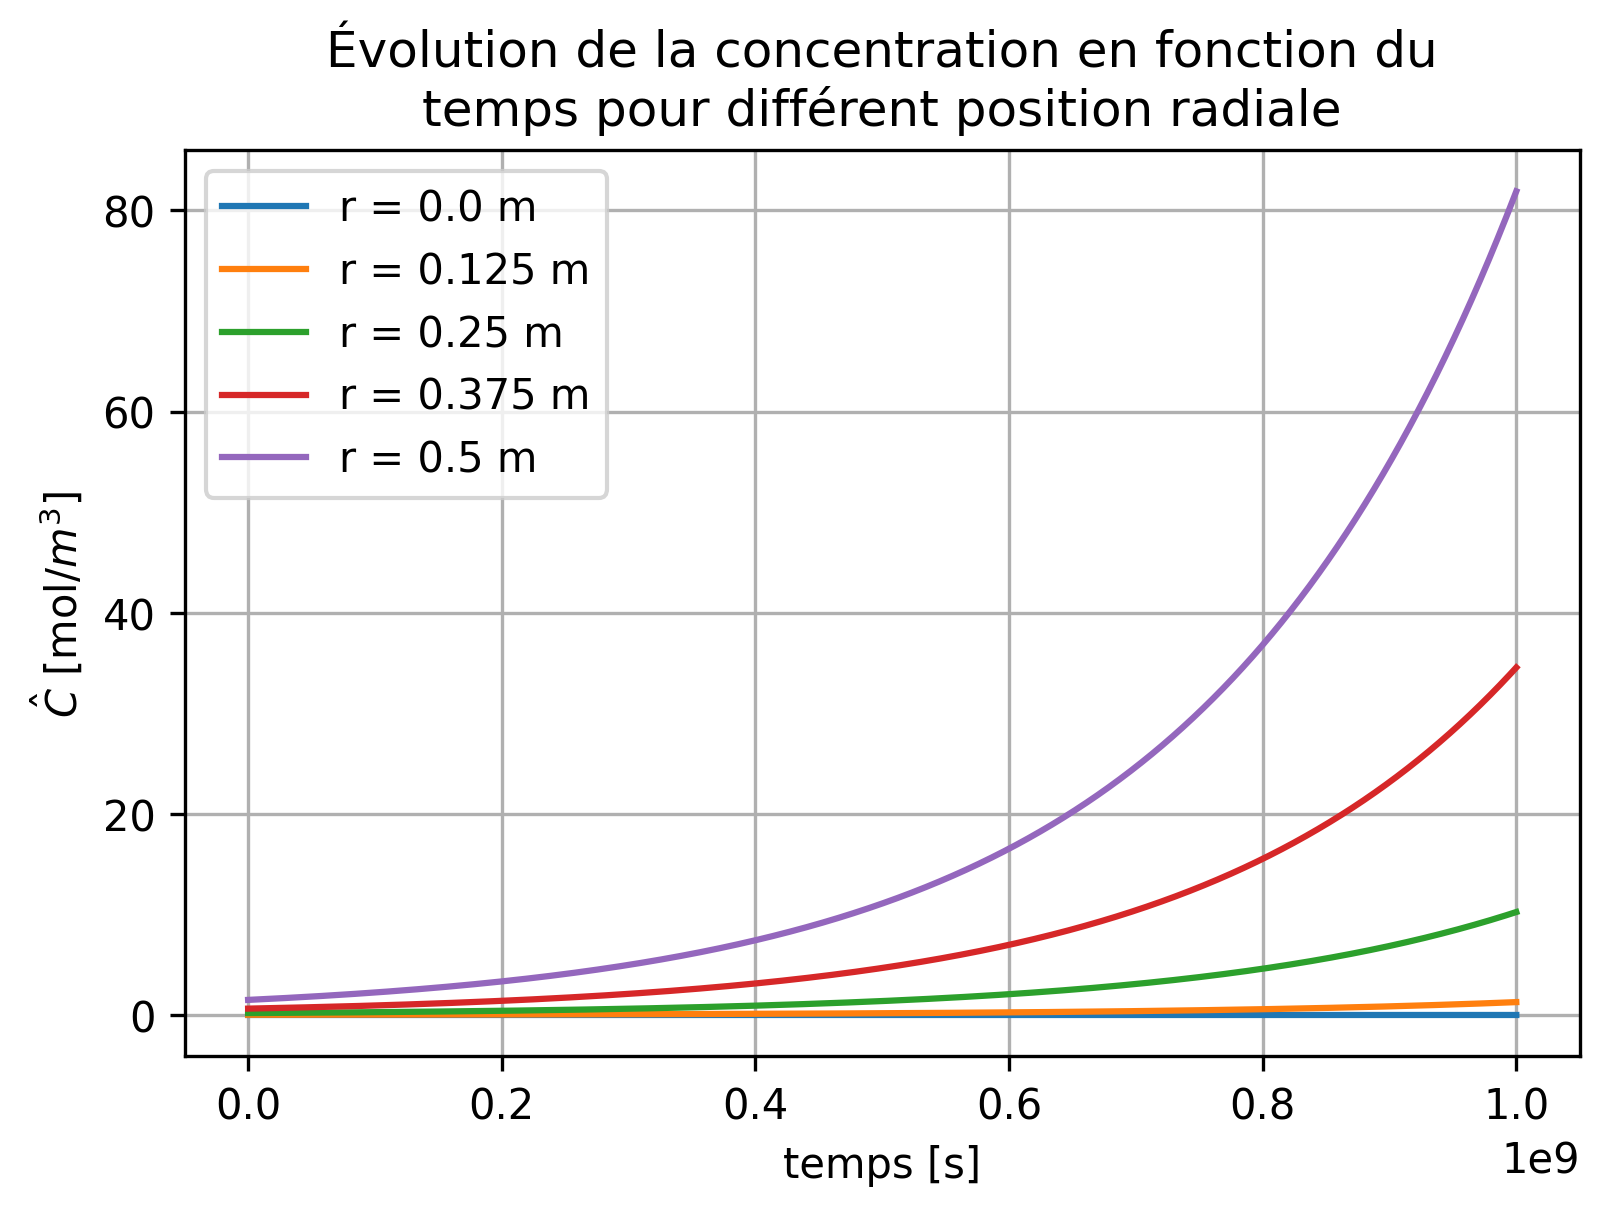 Évolution de la concentration en fonction du
temps pour différent position radiale
r = 0.0 m
r = 0.125 m
r = 0.25 m
r = 0.375 m
r = 0.5 m
80
60
40
20
0
Ĉ [mol/m³]
0.0 0.2 0.4 0.6 0.8 1.0
1e9
temps [s]